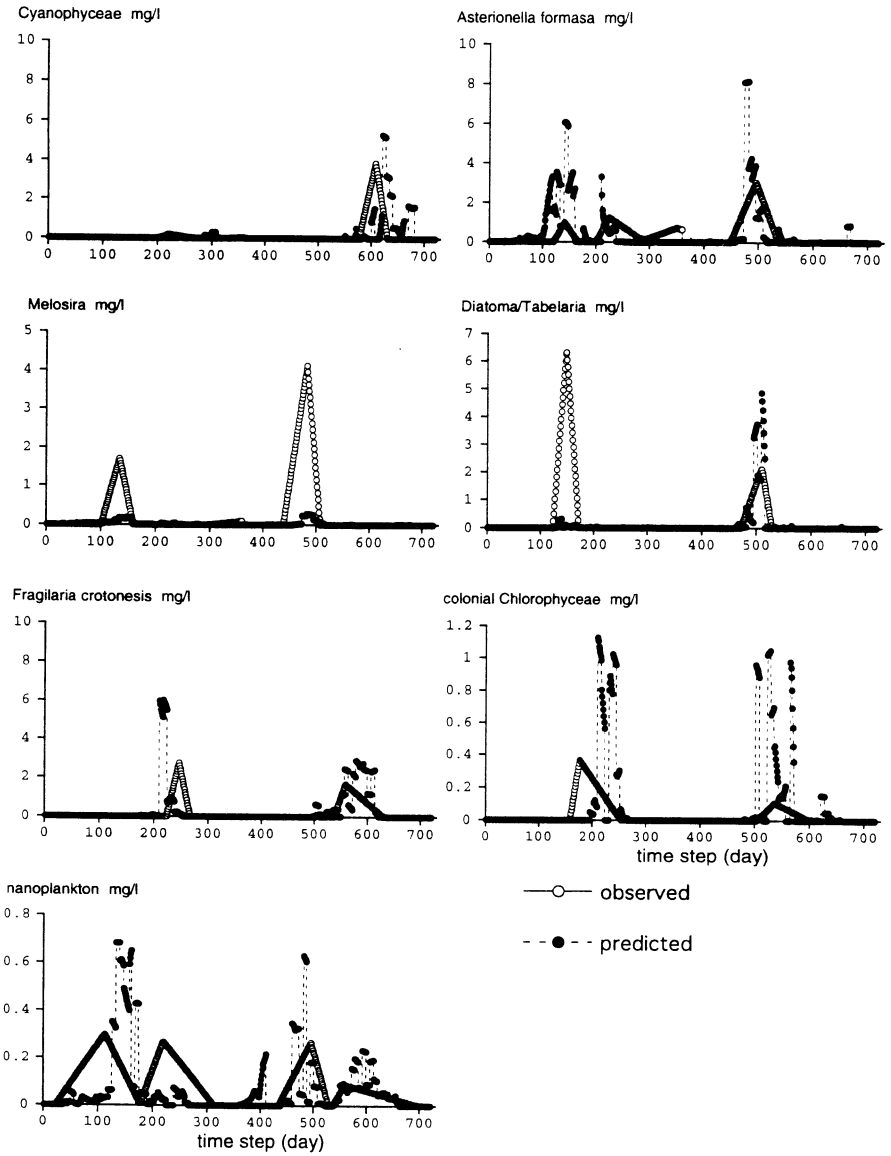 Cyanophyceae mg/l
10
8
6
4
2
0
0 100 200 300 400 500 600 700
Asterionella formasa mg/l
10
8
6
4
2
0
0 100 200 300 400 500 600 700
Melosira mg/l
5
4
3
2
1
0
0 100 200 300 400 500 600 700
Diatoma/Tabelaria mg/l
7
6
5
4
3
2
1
0
0 100 200 300 400 500 600 700
Fragilaria crotonesis mg/l
10
8
6
4
2
0
0 100 200 300 400 500 600 700
colonial Chlorophyceae mg/l
1.2
1
0.8
0.6
0.4
0.2
0
0 100 200 300 400 500 600 700
time step (day)
nanoplankton mg/l
0.8
0.6
0.4
0.2
0
0 100 200 300 400 500 600 700
time step (day)
observed
predicted